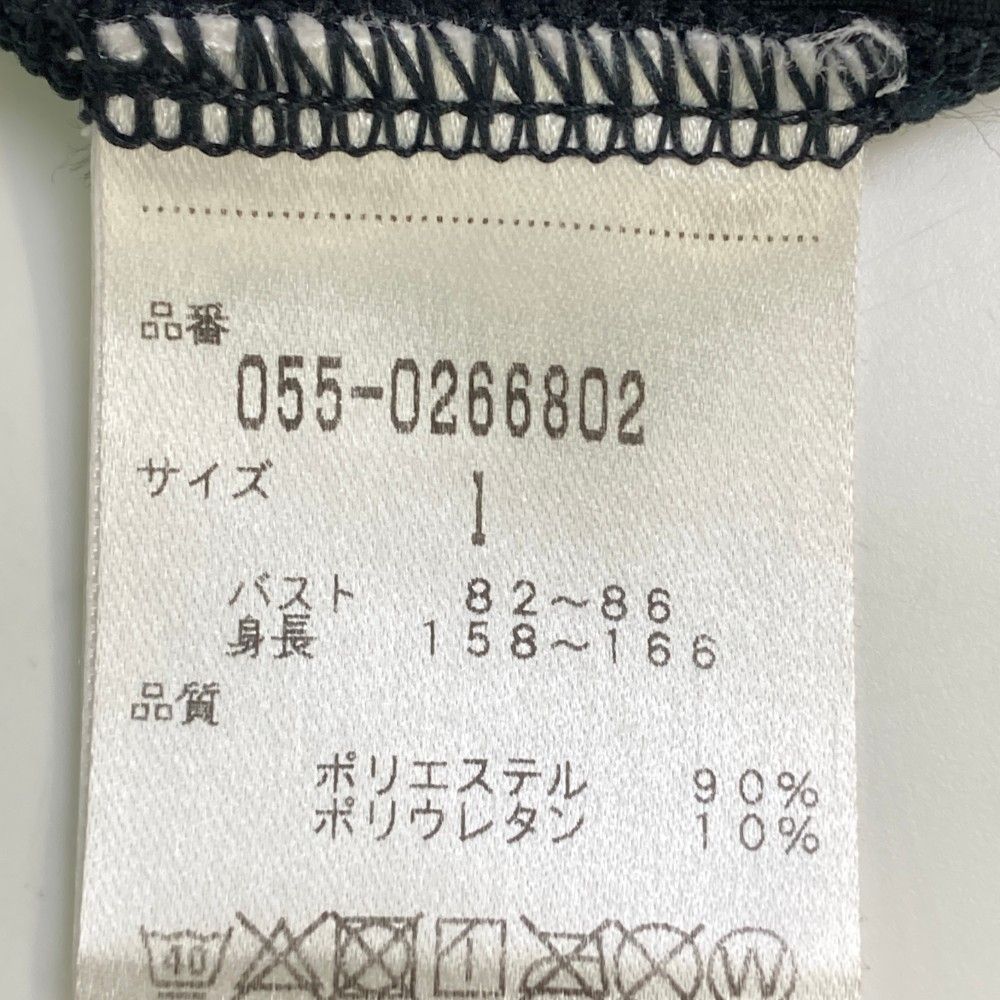 品番
055-0266802
サイズ 1
バスト 82～86
身長 158～166
品質
ポリエステル 90%
ポリウレタン 10%
40 W